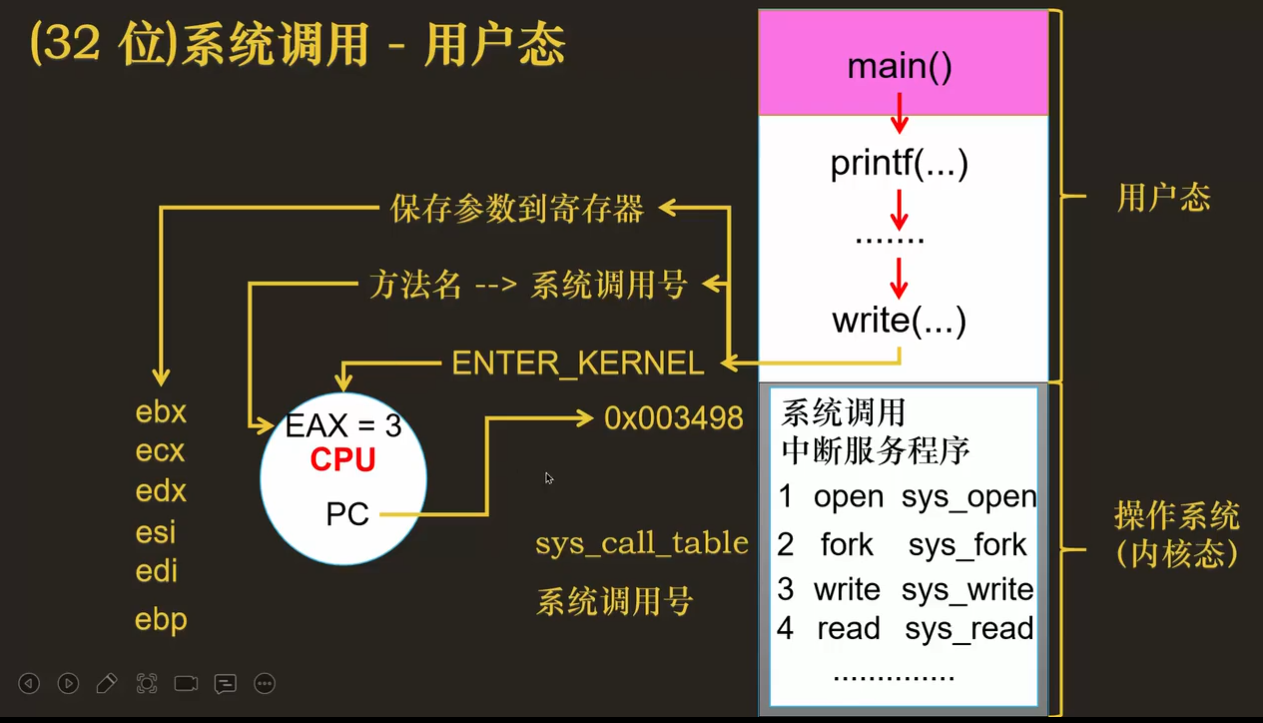 (32 位)系统调用 - 用户态
main()
printf(...)
.......
write(...)
用户态
保存参数到寄存器
方法名 --> 系统调用号
ENTER_KERNEL
ebx
ecx
edx
esi
edi
ebp
EAX = 3
CPU
PC
0x003498
sys_call_table
系统调用号
系统调用
中断服务程序
1 open sys_open
2 fork sys_fork
3 write sys_write
4 read sys_read
..............
操作系统
(内核态)